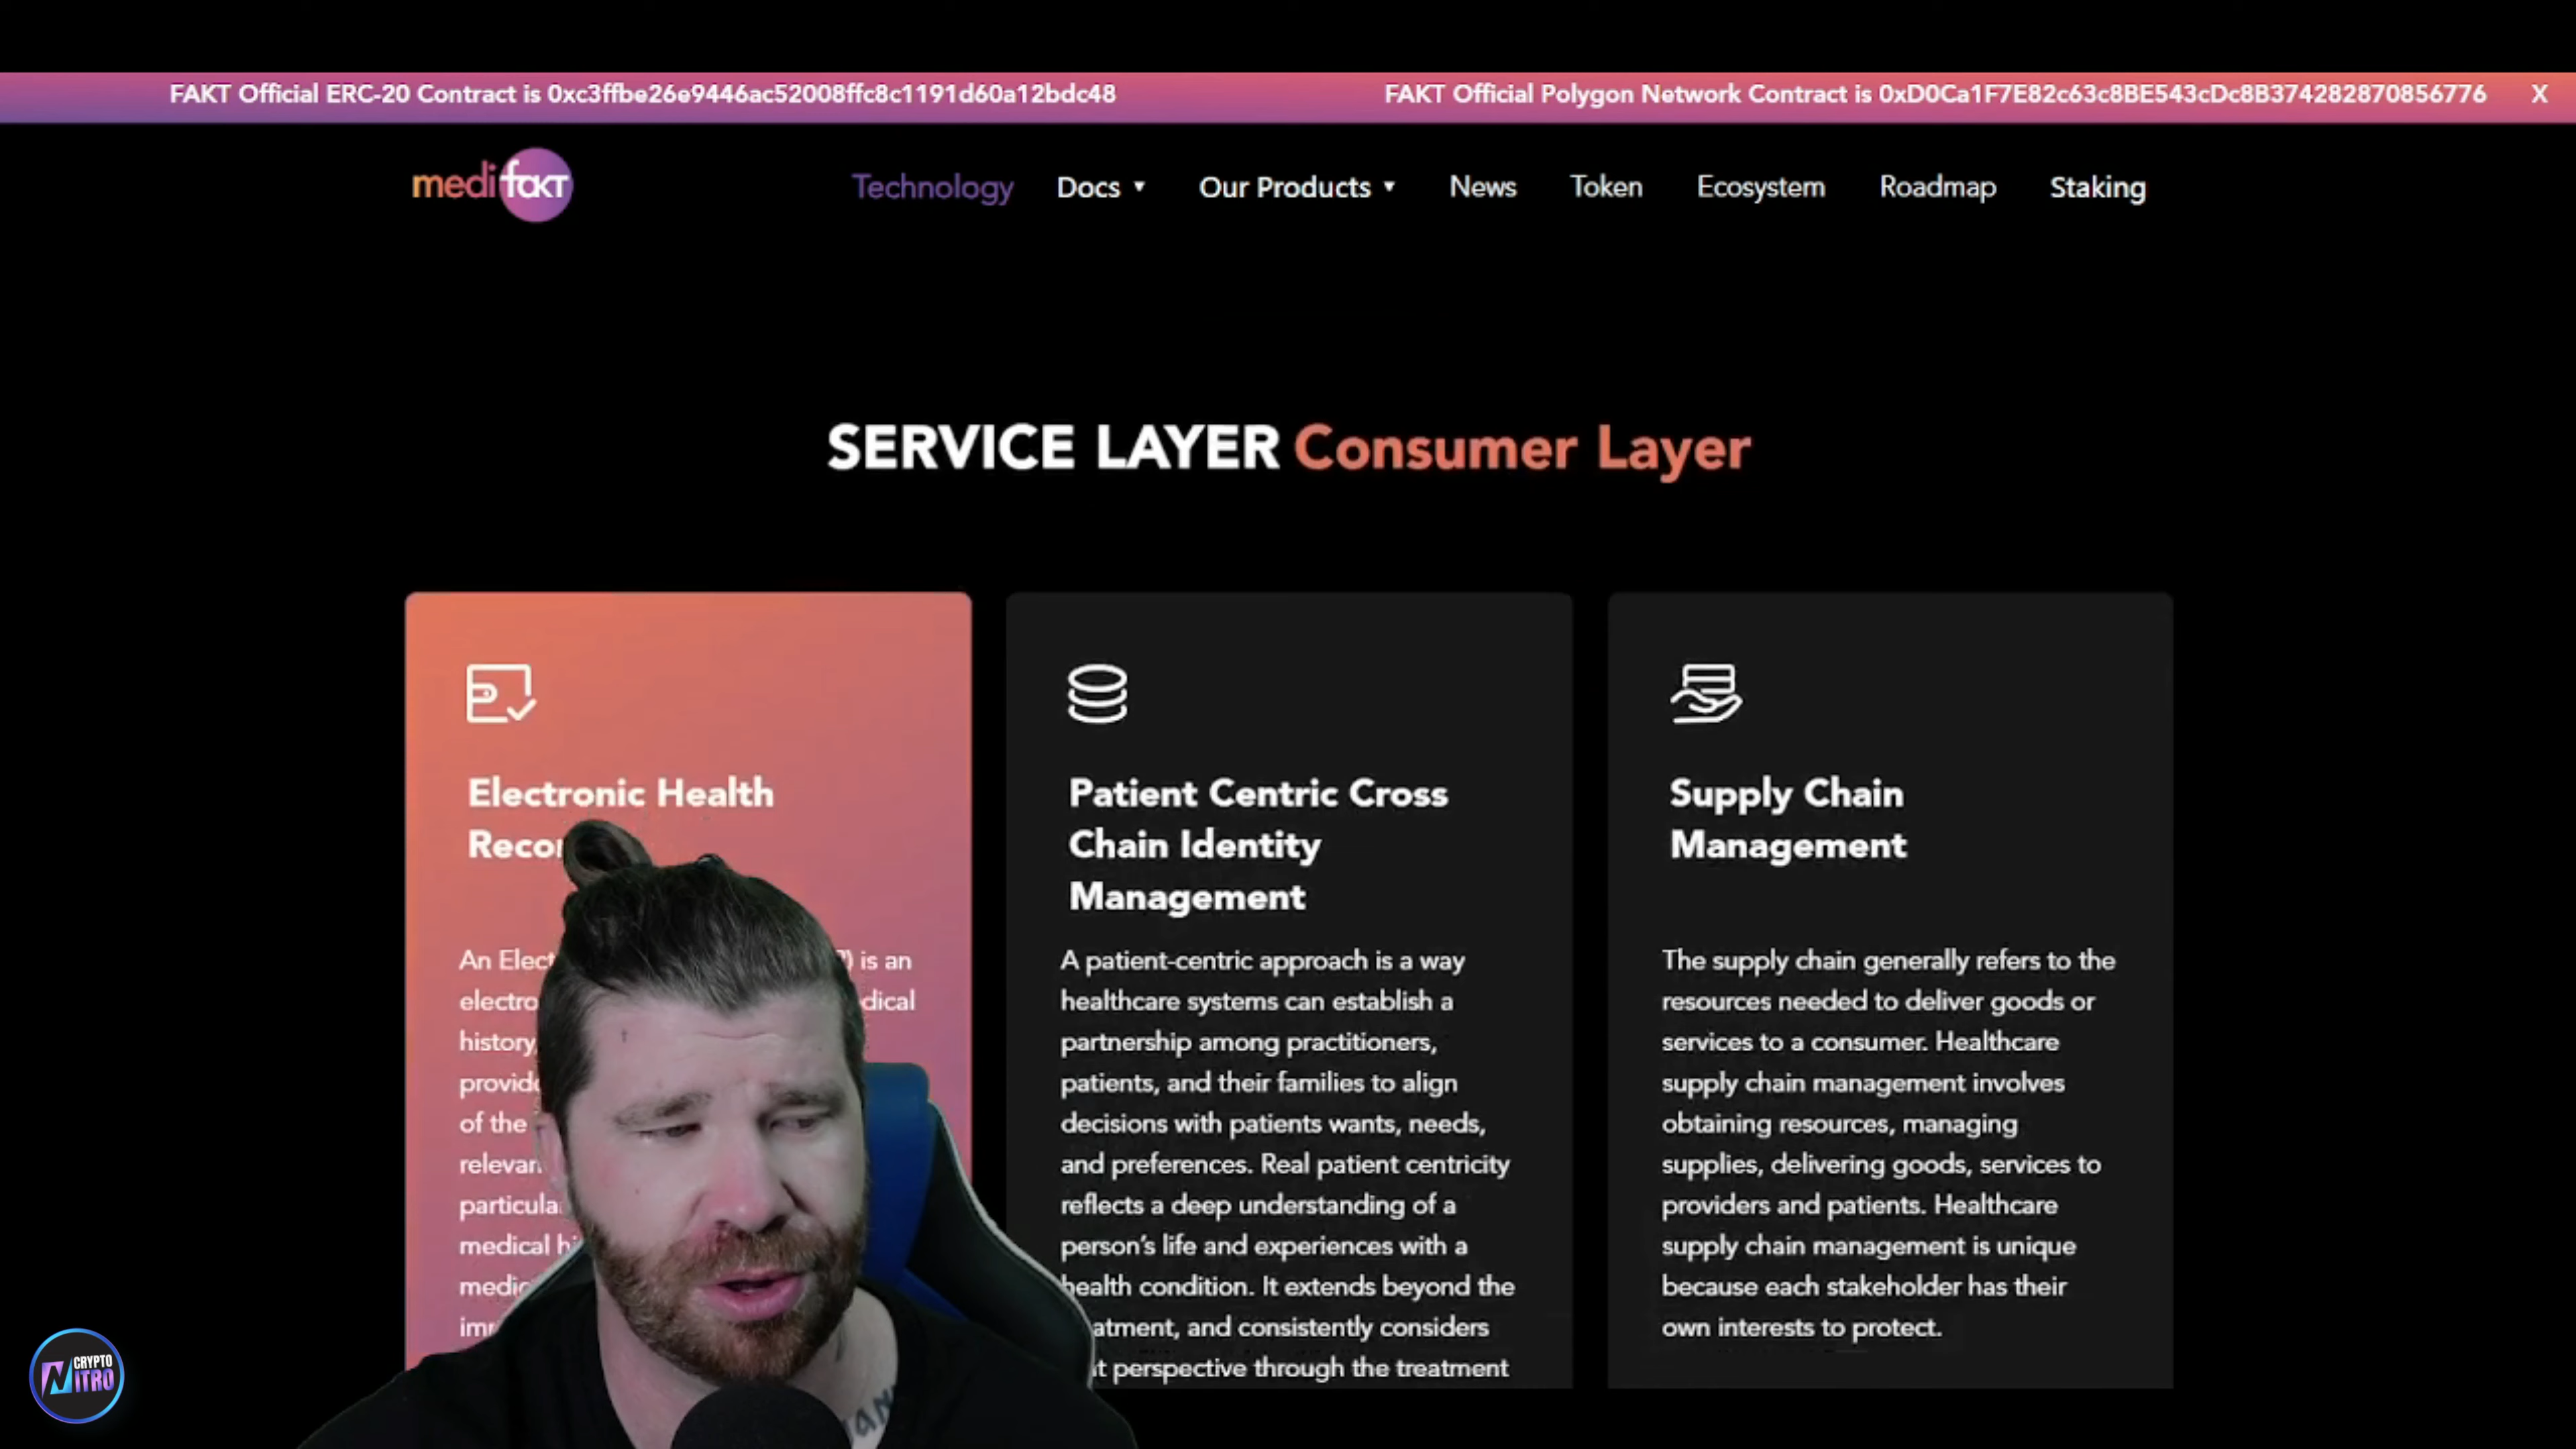 FAKT Official ERC-20 Contract is 0xc3ffbe26e9446ac52008ffc8c1191d60a12bdc48
FAKT Official Polygon Network Contract is 0xD0Ca1F7E82c63c8BE543cDc8B374282870856776 X
medifakt
Technology Docs Our Products News Token Ecosystem Roadmap Staking
SERVICE LAYER Consumer Layer
Electronic Health
An
is an
electro
dical
history,
of the
medical
Patient Centric Cross
Chain Identity
Management
A patient-centric approach is a way
healthcare systems can establish a
partnership among practitioners,
patients, and their families to align
decisions with patients wants, needs,
and preferences. Real patient centricity
reflects a deep understanding of a
person's life and experiences with a
health condition. It extends beyond the
atment, and consistently considers
perspective through the treatment
Supply Chain
Management
The supply chain generally refers to the
resources needed to deliver goods or
services to a consumer. Healthcare
supply chain management involves
obtaining resources, managing
supplies, delivering goods, services to
providers and patients. Healthcare
supply chain management is unique
because each stakeholder has their
own interests to protect.
CRYPTO
NITRO